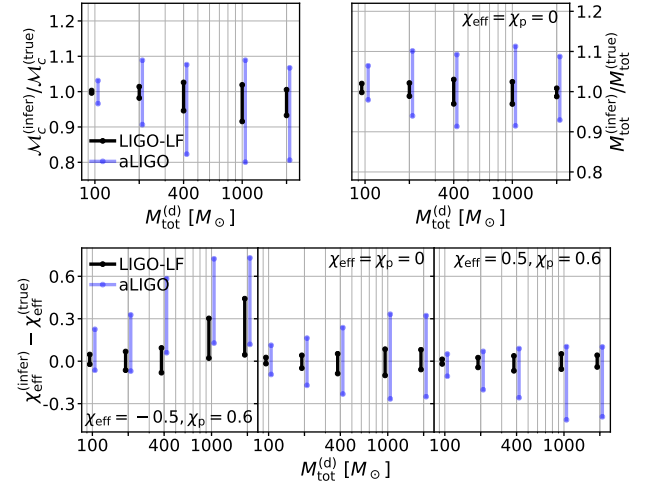 1.2
1.1
1.0
0.9
0.8
ℳ_c^(infer)/ℳ_c^(true)
LIGO-LF
aLIGO
100 200 400 1000
M_tot^(d) [M_⊙]
χ_eff = χ_p = 0
1.2
1.1
1.0
0.9
0.8
M_tot^(infer)/M_tot^(true)
100 200 400 1000
M_tot^(d) [M_⊙]
0.6
0.3
0.0
-0.3
χ_eff^(infer) − χ_eff^(true)
LIGO-LF
aLIGO
χ_eff = −0.5, χ_p = 0.6
χ_eff = χ_p = 0
χ_eff = 0.5, χ_p = 0.6
100 400 1000 100 400 1000 100 400 1000
M_tot^(d) [M_⊙]